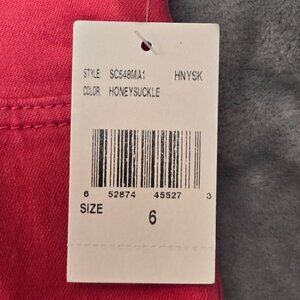 STYLE: SC548MA1 HNYSK
COLOR: HONEYSUCKLE
6 52874 45527 3
SIZE 6